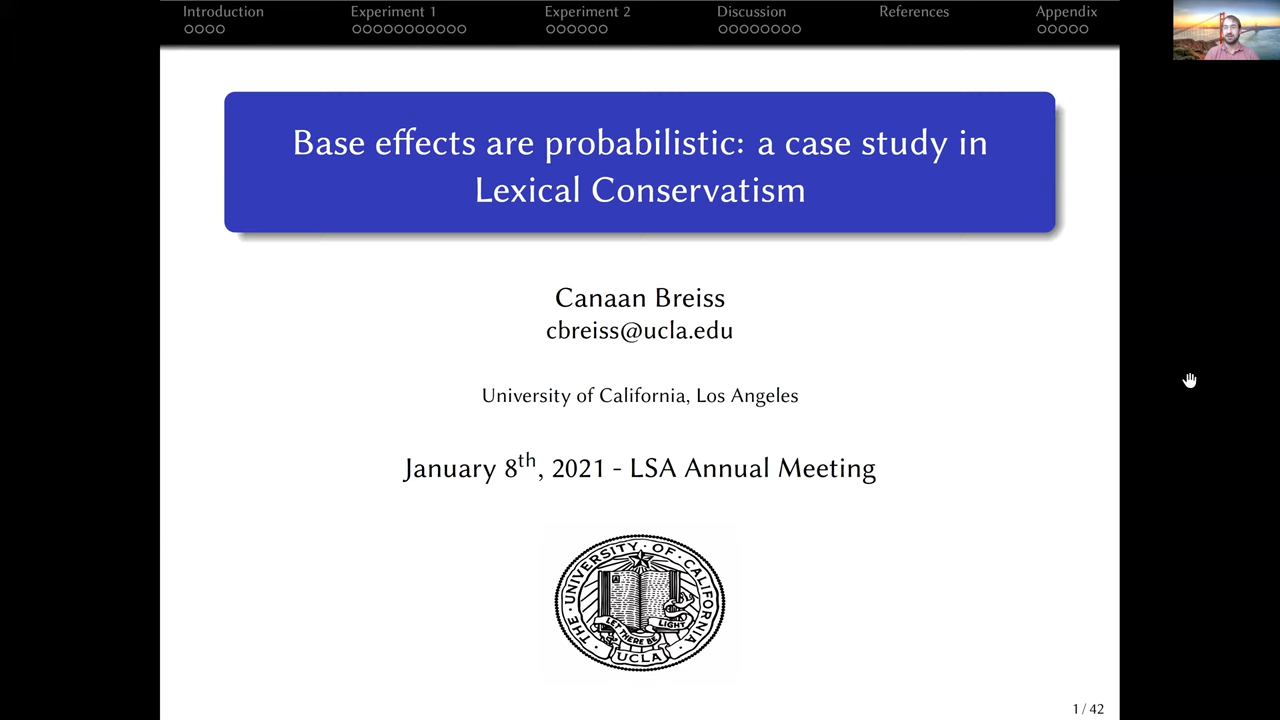 Introduction Experiment 1 Experiment 2 Discussion References Appendix
Base effects are probabilistic: a case study in
Lexical Conservatism
Canaan Breiss
cbreiss@ucla.edu
University of California, Los Angeles
January 8th, 2021 - LSA Annual Meeting
THE · UNIVERSITY · OF · CALIFORNIA ·
LET THERE BE LIGHT
UCLA
1 / 42